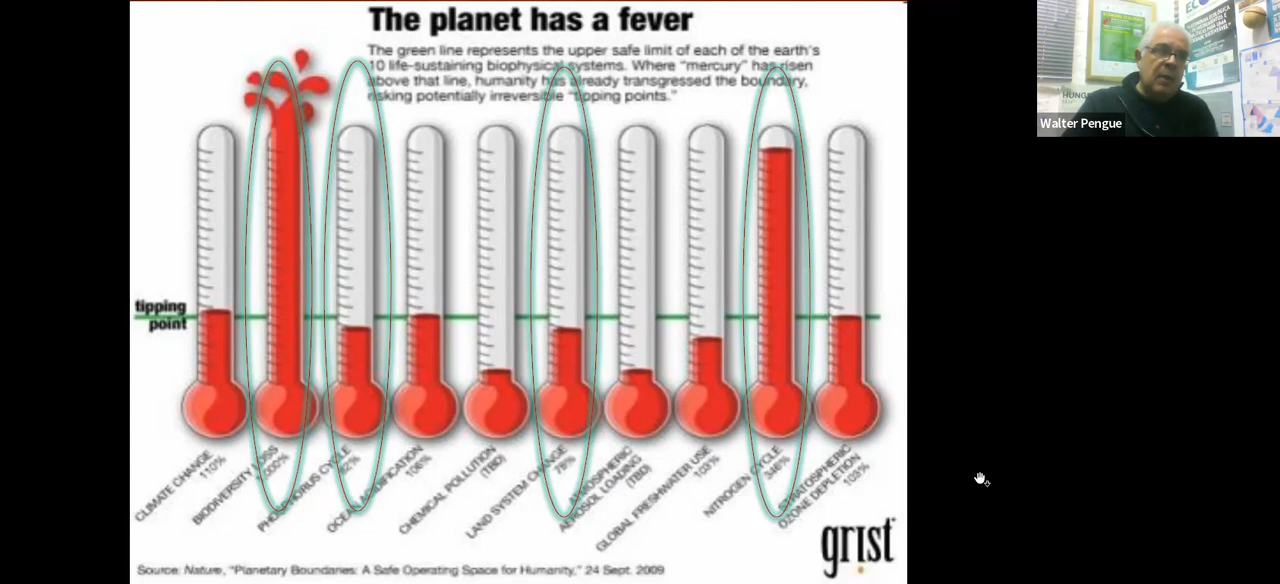 The planet has a fever
The green line represents the upper safe limit of each of the earth's
10 life-sustaining biophysical systems. Where "mercury" has risen
above that line, humanity has already transgressed the boundary,
risking potentially irreversible "tipping points."
tipping
point
CLIMATE CHANGE
110%
BIODIVERSITY LOSS
PHOSPHORUS CYCLE
OCEAN ACIDIFICATION
106%
CHEMICAL POLLUTION
(TBD)
LAND SYSTEM CHANGE
78%
ATMOSPHERIC
AEROSOL LOADING
(TBD)
GLOBAL FRESHWATER USE
NITROGEN CYCLE
STRATOSPHERIC
OZONE DEPLETION
103%
grist
Source: Nature, "Planetary Boundaries: A Safe Operating Space for Humanity," 24 Sept. 2009
Walter Pengue